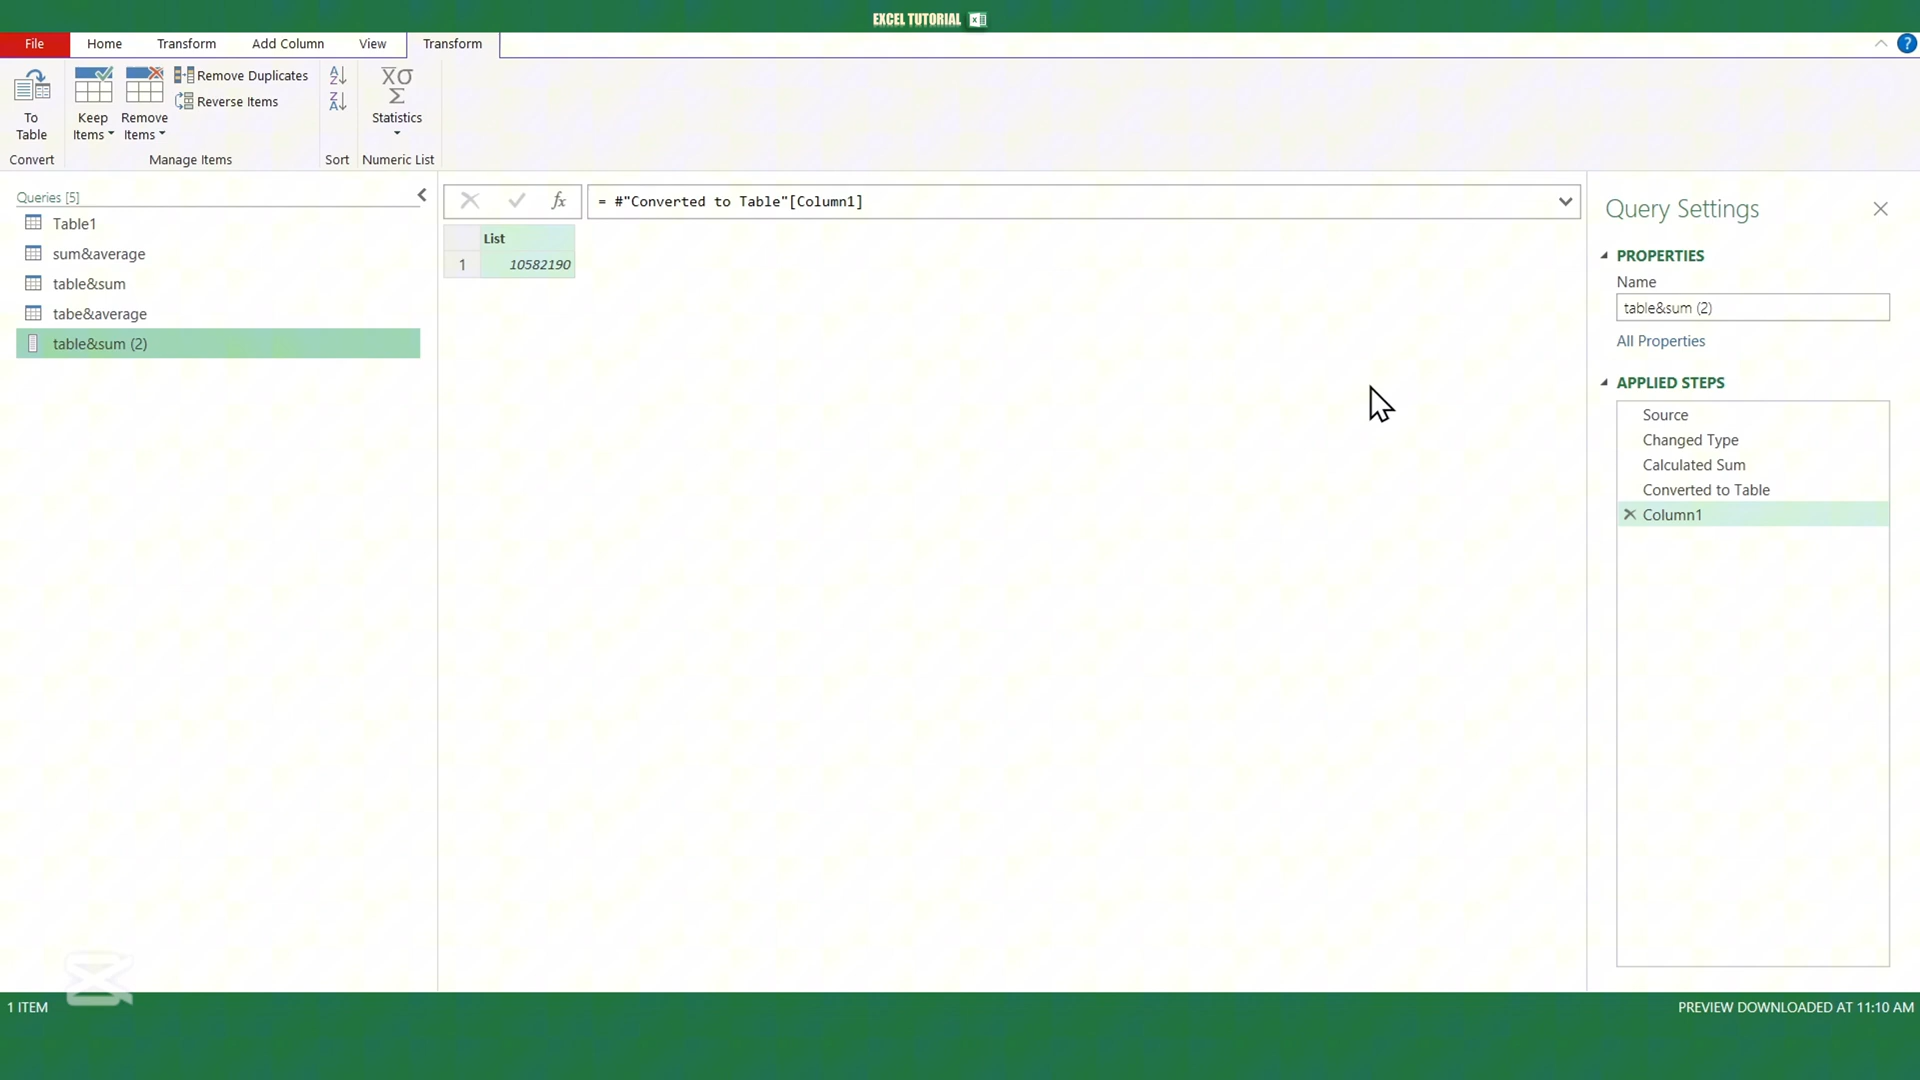 EXCEL TUTORIAL
File Home Transform Add Column View Transform
To Table
Keep Items
Remove Items
Remove Duplicates
Reverse Items
Statistics
Convert Manage Items Sort Numeric List
Queries [5]
Table1
sum&average
table&sum
tabe&average
table&sum (2)
fx = #"Converted to Table"[Column1]
List
1 10582190
Query Settings
PROPERTIES
Name
table&sum (2)
All Properties
APPLIED STEPS
Source
Changed Type
Calculated Sum
Converted to Table
Column1
1 ITEM
PREVIEW DOWNLOADED AT 11:10 AM